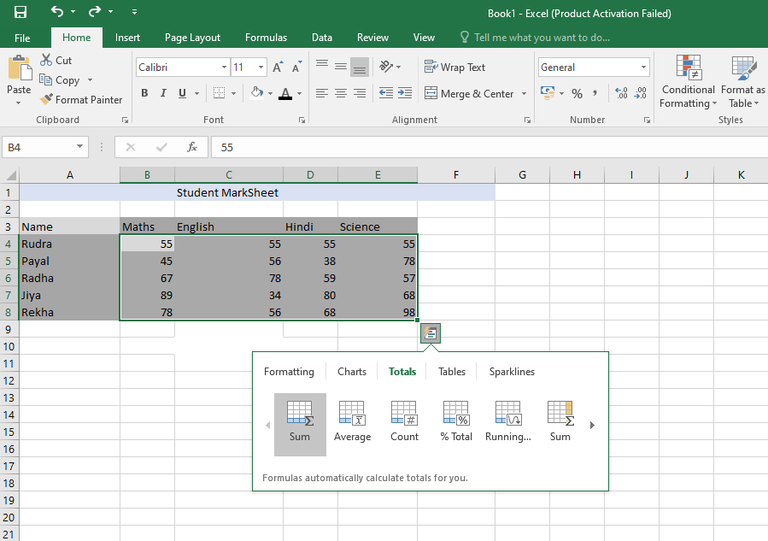 Book1 - Excel (Product Activation Failed)
File Home Insert Page Layout Formulas Data Review View Tell me what you want to do...
Paste
Cut
Copy
Format Painter
Clipboard
Calibri 11 A A
B I U A
Font
Wrap Text
Merge & Center
Alignment
General
% , .00 .0
Number
Conditional Formatting
Format as Table
Styles
B4 fx 55
A B C D E F G H I J K
1 Student MarkSheet
2
3 Name Maths English Hindi Science
4 Rudra 55 55 55 55
5 Payal 45 56 38 78
6 Radha 67 78 59 57
7 Jiya 89 34 80 68
8 Rekha 78 56 68 98
9
10
11
12
13
14
15
16
17
18
19
20
21
Formatting Charts Totals Tables Sparklines
Sum Average Count % Total Running... Sum
Formulas automatically calculate totals for you.